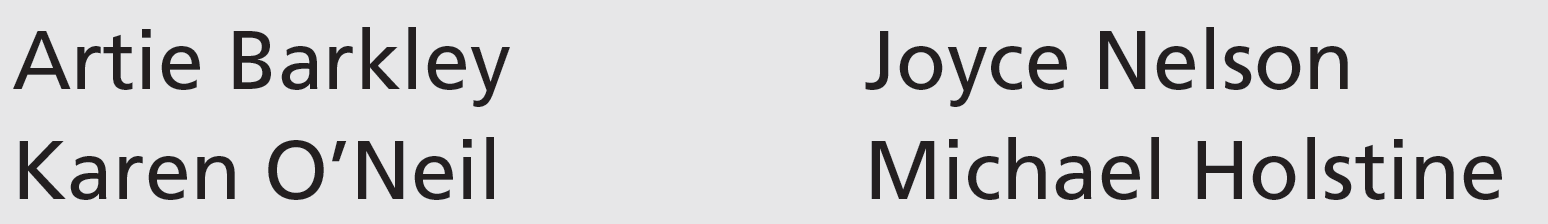 Artie Barkley Joyce Nelson
Karen O’Neil Michael Holstine